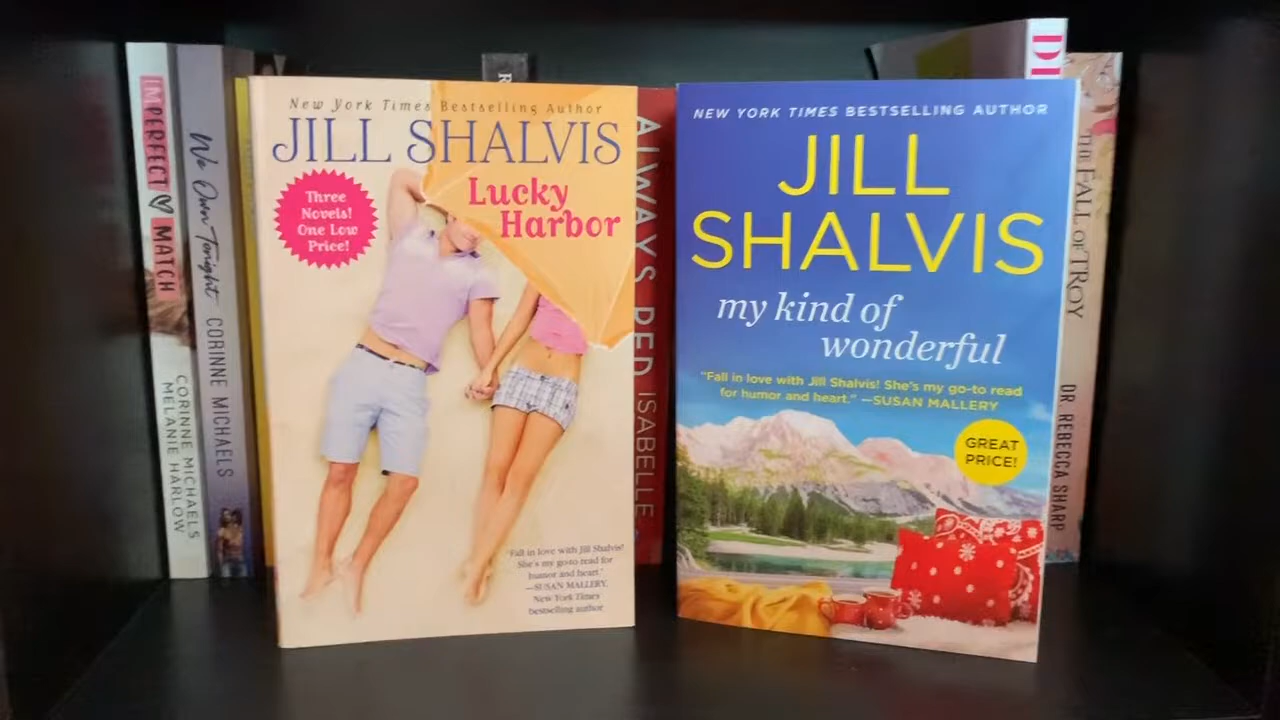 IMPERFECT ♡ MATCH
CORINNE MICHAELS
MELANIE HARLOW
We Own Tonight CORINNE MICHAELS
New York Times Bestselling Author
JILL SHALVIS
Lucky
Harbor
Three
Novels!
One Low
Price!
"Fall in love with Jill Shalvis!
She's my go-to read for
humor and heart."
—SUSAN MALLERY,
New York Times
bestselling author
R
ALWAYS RED ISABELLE
NEW YORK TIMES BESTSELLING AUTHOR
JILL
SHALVIS
my kind of
wonderful
"Fall in love with Jill Shalvis! She's my go-to read
for humor and heart." —SUSAN MALLERY
GREAT
PRICE!
DI
THE FALL OF TROY DR. REBECCA SHARP